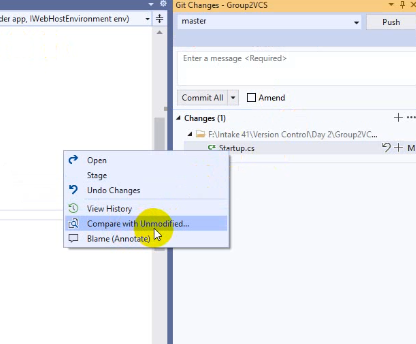 der app, IWebHostEnvironment env)
Git Changes - Group2VCS
master
Push
Enter a message <Required>
Commit All
Amend
Changes (1)
F:\Intake 41\Version Control\Day 2\Group2VC...
Startup.cs
M
Open
Stage
Undo Changes
View History
Compare with Unmodified...
Blame (Annotate)